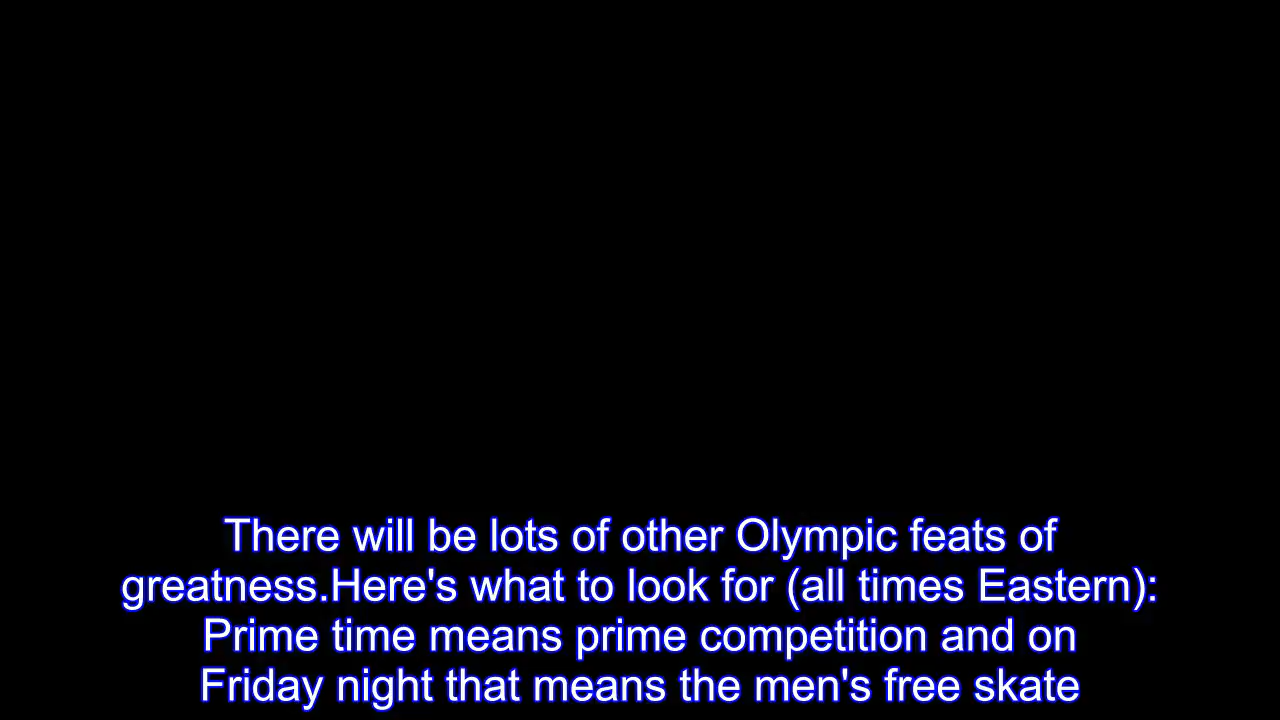 There will be lots of other Olympic feats of
greatness.Here's what to look for (all times Eastern):
Prime time means prime competition and on
Friday night that means the men's free skate